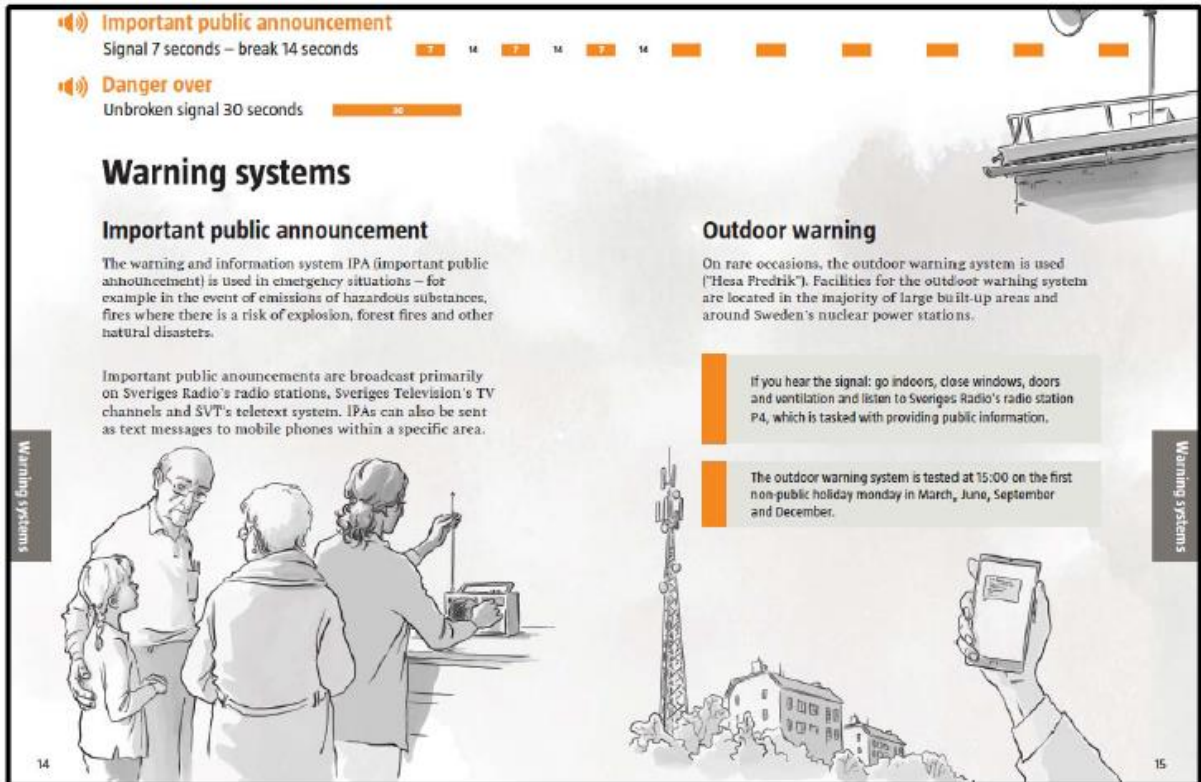 Important public announcement
Signal 7 seconds – break 14 seconds
7 14 7 14 7 14
Danger over
Unbroken signal 30 seconds
30
Warning systems
Important public announcement
The warning and information system IPA (important public
announcement) is used in emergency situations – for
example in the event of emissions of hazardous substances,
fires where there is a risk of explosion, forest fires and other
natural disasters.
Important public anouncements are broadcast primarily
on Sveriges Radio's radio stations, Sveriges Television's TV
channels and SVT's teletext system. IPAs can also be sent
as text messages to mobile phones within a specific area.
Warning systems
14
Outdoor warning
On rare occasions, the outdoor warning system is used
("Hesa Fredrik"). Facilities for the outdoor warning system
are located in the majority of large built-up areas and
around Sweden's nuclear power stations.
If you hear the signal: go indoors, close windows, doors
and ventilation and listen to Sveriges Radio's radio station
P4, which is tasked with providing public information.
The outdoor warning system is tested at 15:00 on the first
non-public holiday monday in March, June, September
and December.
Warning systems
15